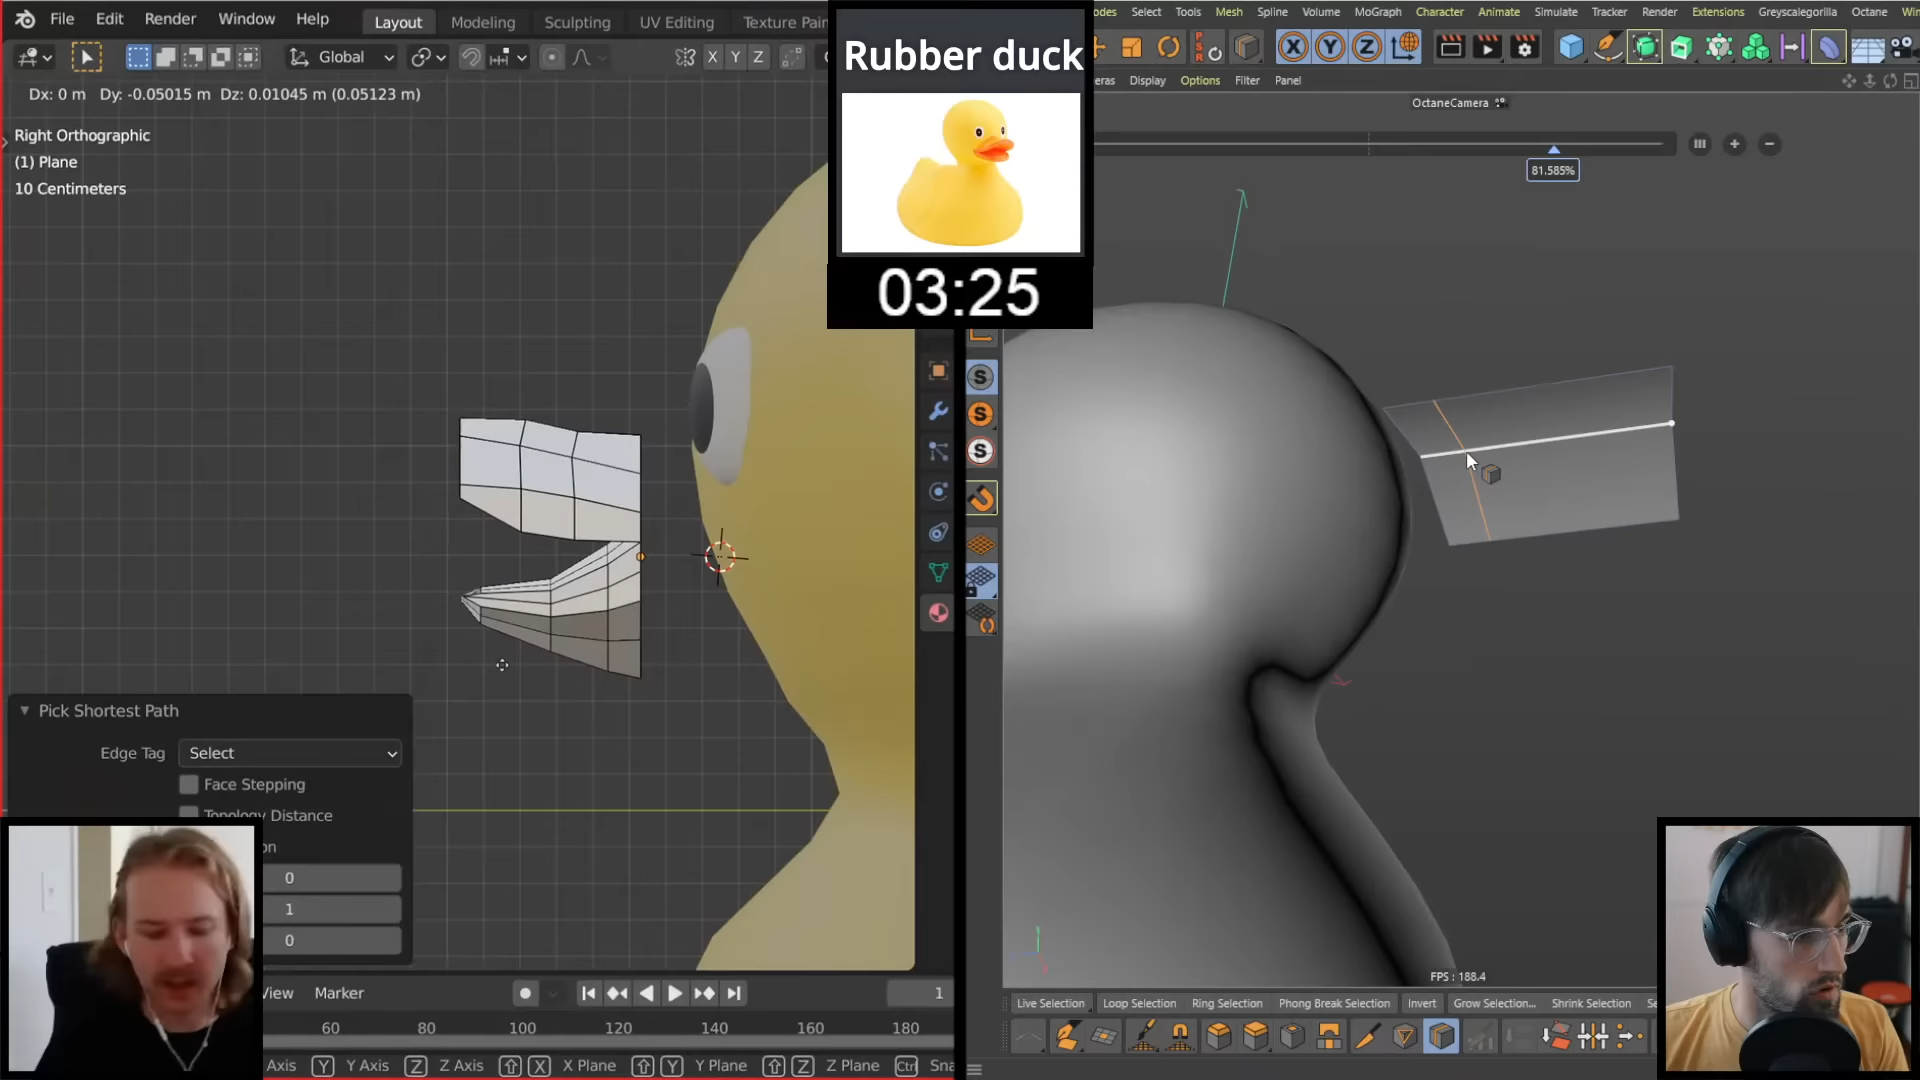 File Edit Render Window Help
Layout Modeling Sculpting UV Editing
Global
X Y Z
Dx: 0 m Dy: -0.05015 m Dz: 0.01045 m (0.05123 m)
Right Orthographic
(1) Plane
10 Centimeters
Rubber duck
03:25
Select Tools Mesh Spline Volume MoGraph Character Animate Simulate Tracker Render Extensions Greyscalegorilla Octane
PSR
X Y Z
Display Options Filter Panel
OctaneCamera
81.585%
S
S
S
Pick Shortest Path
Edge Tag Select
Face Stepping
Topology Distance
0
1
0
Marker
1
60 80 100 120 140 160 180
Axis Y Y Axis Z Z Axis X X Plane Y Y Plane Z Z Plane Ctrl
FPS : 188.4
Live Selection Loop Selection Ring Selection Phong Break Selection Invert Grow Selection... Shrink Selection